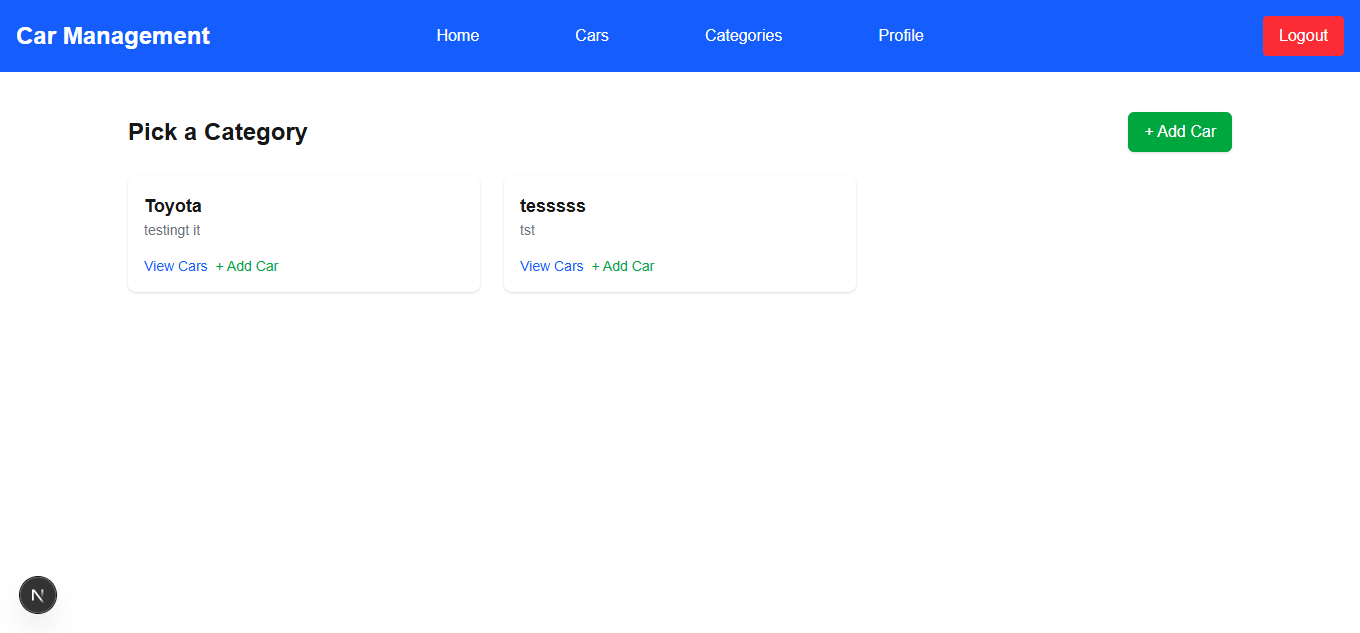 Car Management
Home
Cars
Categories
Profile
Logout
Pick a Category
+ Add Car
Toyota
testingt it
View Cars + Add Car
tesssss
tst
View Cars + Add Car
N